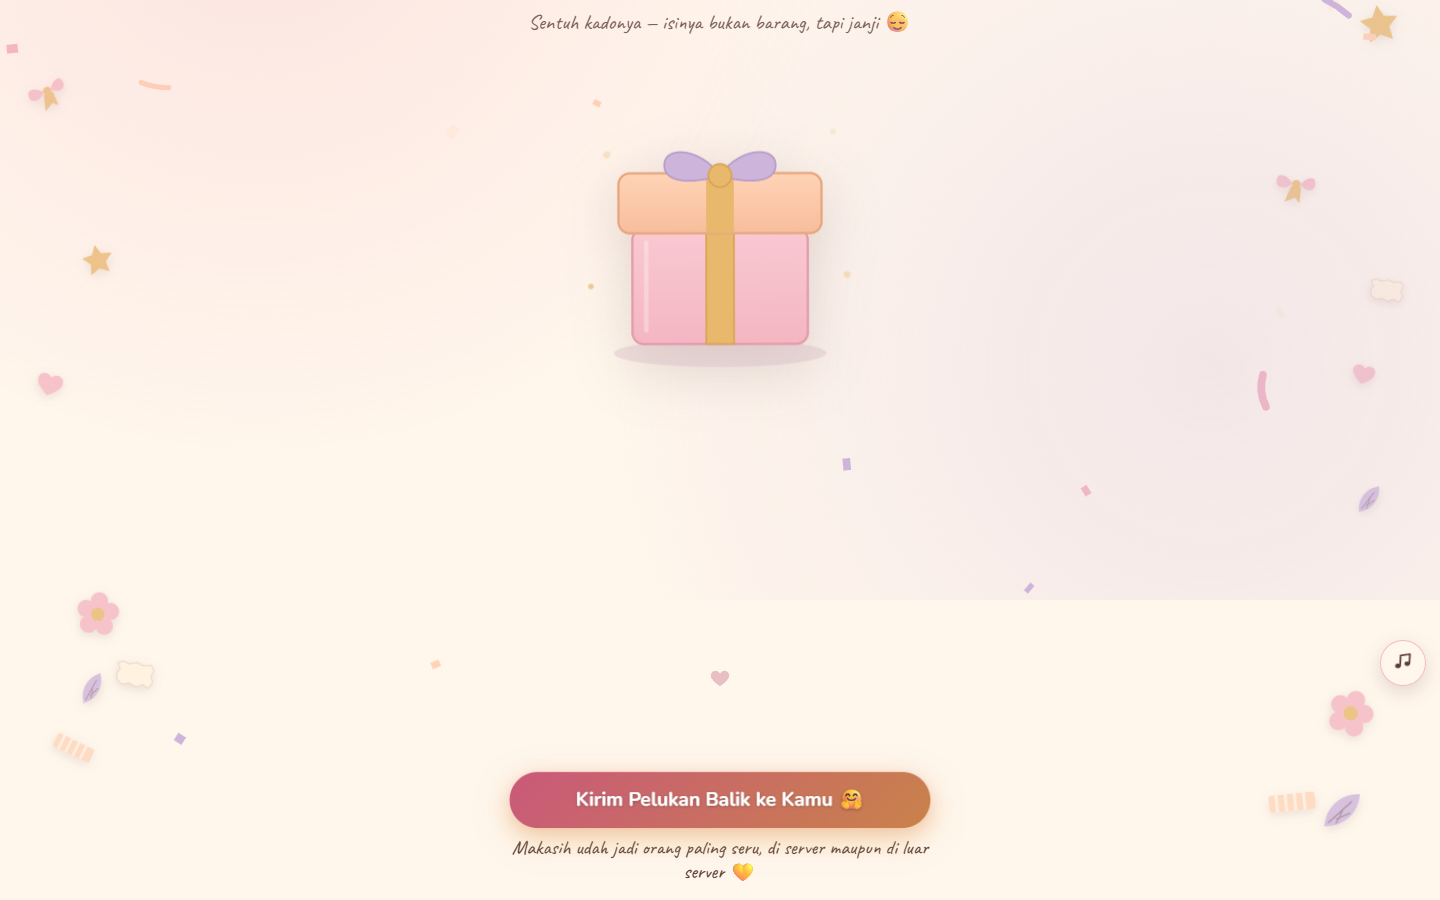 Sentuh kadonya — isinya bukan barang, tapi janji 😌
Kirim Pelukan Balik ke Kamu 🤗
Makasih udah jadi orang paling seru, di server maupun di luar
server 💛